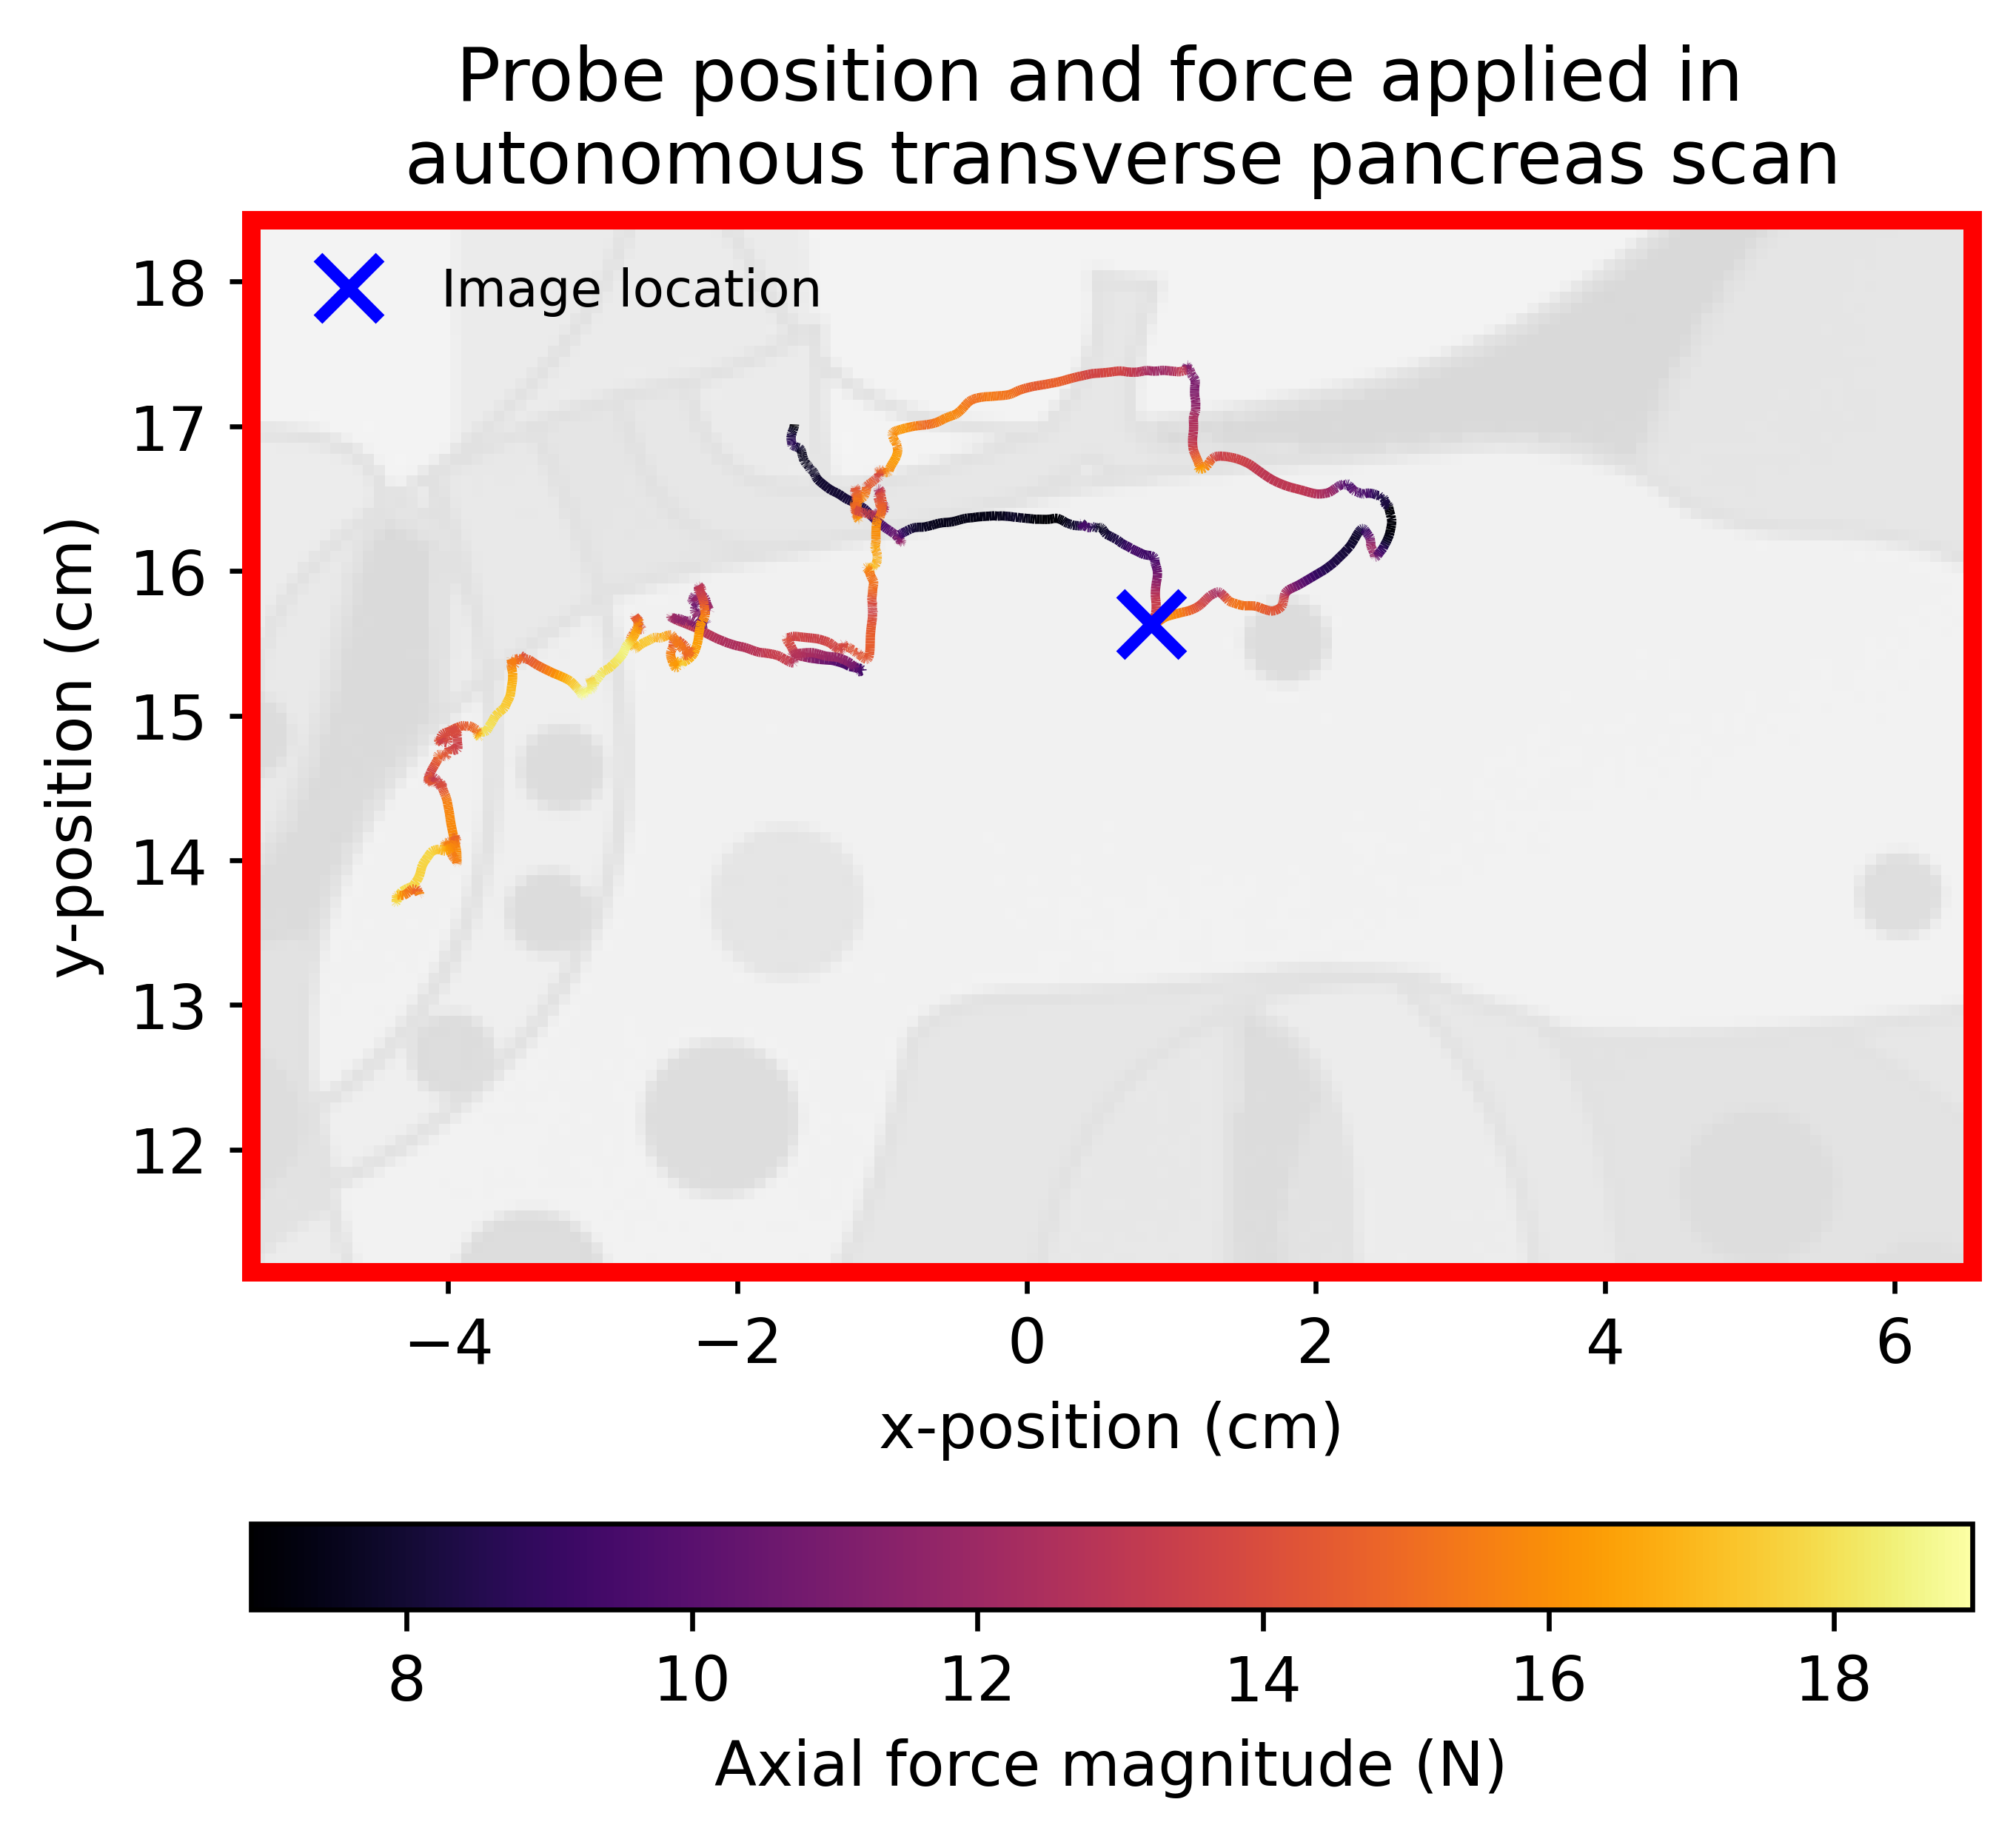 Probe position and force applied in
autonomous transverse pancreas scan
Image location
18
17
16
15
14
13
12
y-position (cm)
−4 −2 0 2 4 6
x-position (cm)
8 10 12 14 16 18
Axial force magnitude (N)